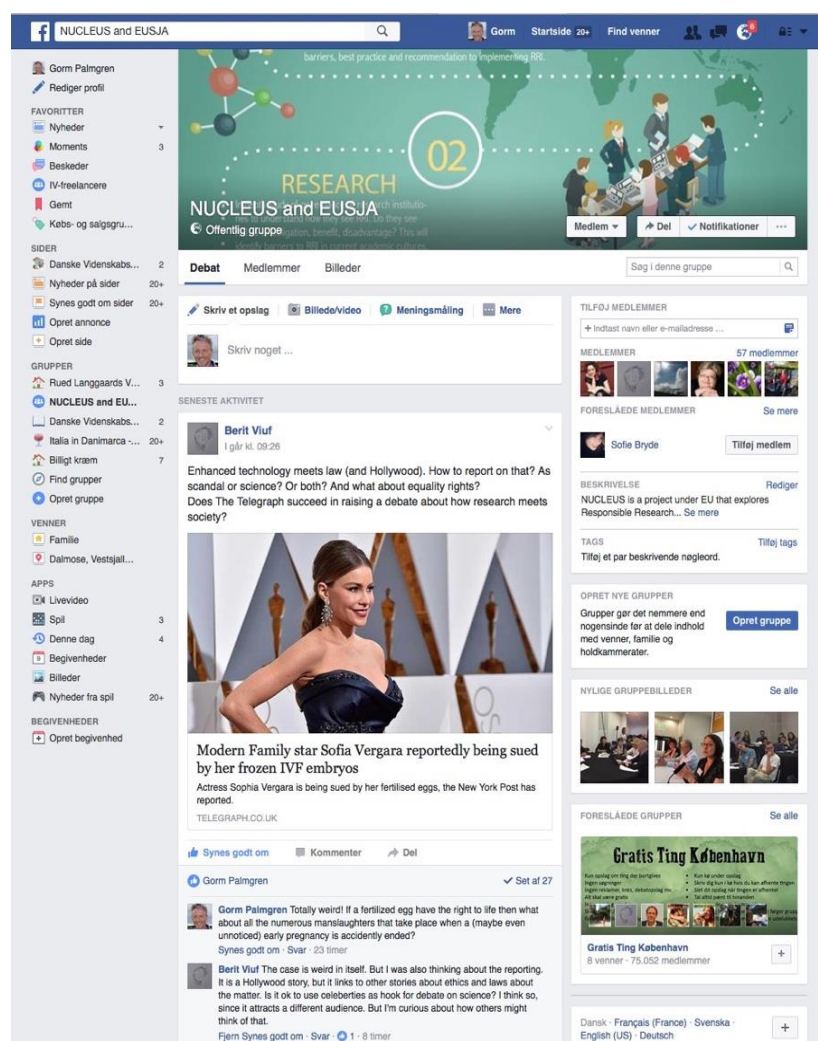 NUCLEUS and EUSJA
Gorm
Startside 20+
Find venner
6
Gorm Palmgren
Rediger profil
FAVORITTER
Nyheder
Moments 3
Beskeder
IV-freelancere
Gemt
Købs- og salgsgru...
SIDER
Danske Videnskabs... 2
Nyheder på sider 20+
Synes godt om sider 20+
Opret annonce
Opret side
GRUPPER
Rued Langgaards V... 3
NUCLEUS and EU...
Danske Videnskabs... 2
Italia in Danimarca -... 20+
Billigt kræm 7
Find grupper
Opret gruppe
VENNER
Familie
Dalmose, Vestsjall...
APPS
Livevideo
Spil 3
Denne dag 4
Begivenheder
Billeder
Nyheder fra spil 20+
BEGIVENHEDER
Opret begivenhed
barriers, best practice and recommendation to implementing RRI.
02
RESEARCH
NUCLEUS and EUSJA
Offentlig gruppe
Medlem
Del
Notifikationer
Debat
Medlemmer
Billeder
Søg i denne gruppe
Skriv et opslag
Billede/video
Meningsmåling
Mere
Skriv noget ...
SENESTE AKTIVITET
Berit Viuf
I går kl. 09:26
Enhanced technology meets law (and Hollywood). How to report on that? As
scandal or science? Or both? And what about equality rights?
Does The Telegraph succeed in raising a debate about how research meets
society?
Modern Family star Sofia Vergara reportedly being sued
by her frozen IVF embryos
Actress Sophia Vergara is being sued by her fertilised eggs, the New York Post has
reported.
TELEGRAPH.CO.UK
Synes godt om
Kommenter
Del
Gorm Palmgren
Set af 27
Gorm Palmgren Totally weird! If a fertilized egg have the right to life then what
about all the numerous manslaughters that take place when a (maybe even
unnoticed) early pregnancy is accidently ended?
Synes godt om · Svar · 23 timer
Berit Viuf The case is weird in itself. But I was also thinking about the reporting.
It is a Hollywood story, but it links to other stories about ethics and laws about
the matter. Is it ok to use celeberties as hook for debate on science? I think so,
since it attracts a different audience. But I'm curious about how others might
think of that.
Fjern Synes godt om · Svar · 1 · 8 timer
TILFØJ MEDLEMMER
+ Indtast navn eller e-mailadresse ...
MEDLEMMER
57 medlemmer
FORESLÅEDE MEDLEMMER
Se mere
Sofie Bryde
Tilføj medlem
BESKRIVELSE
Rediger
NUCLEUS is a project under EU that explores
Responsible Research... Se mere
TAGS
Tilføj tags
Tilføj et par beskrivende nøgleord.
OPRET NYE GRUPPER
Grupper gør det nemmere end
nogensinde før at dele indhold
med venner, familie og
holdkammerater.
Opret gruppe
NYLIGE GRUPPEBILLEDER
Se alle
FORESLÅEDE GRUPPER
Se alle
Gratis Ting København
Gratis Ting København
8 venner · 75.052 medlemmer
Dansk · Français (France) · Svenska ·
English (US) · Deutsch